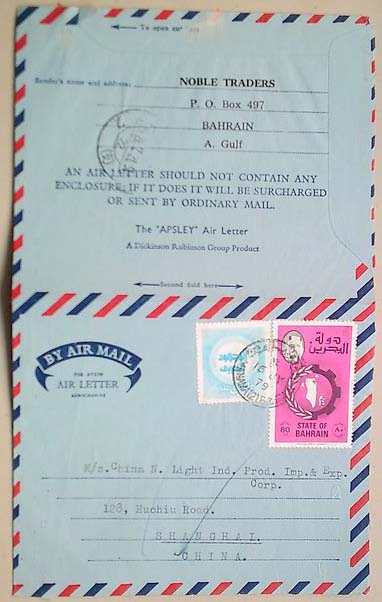 To open cut
Sender's name and address:
NOBLE TRADERS
P. O. Box 497
BAHRAIN
A. Gulf
AN AIR LETTER SHOULD NOT CONTAIN ANY
ENCLOSURE; IF IT DOES IT WILL BE SURCHARGED
OR SENT BY ORDINARY MAIL.
The 'APSLEY' Air Letter
A Dickinson Robinson Group Product
Second fold here
BY AIR MAIL
AIR LETTER
AEROGRAMME
دولة
البحرين
79
80
٨٠
STATE OF
BAHRAIN
M/s.China N. Light Ind. Prod. Imp.& Exp.
Corp.
128, Huchiu Road.
SHANGHAI.
CHINA.